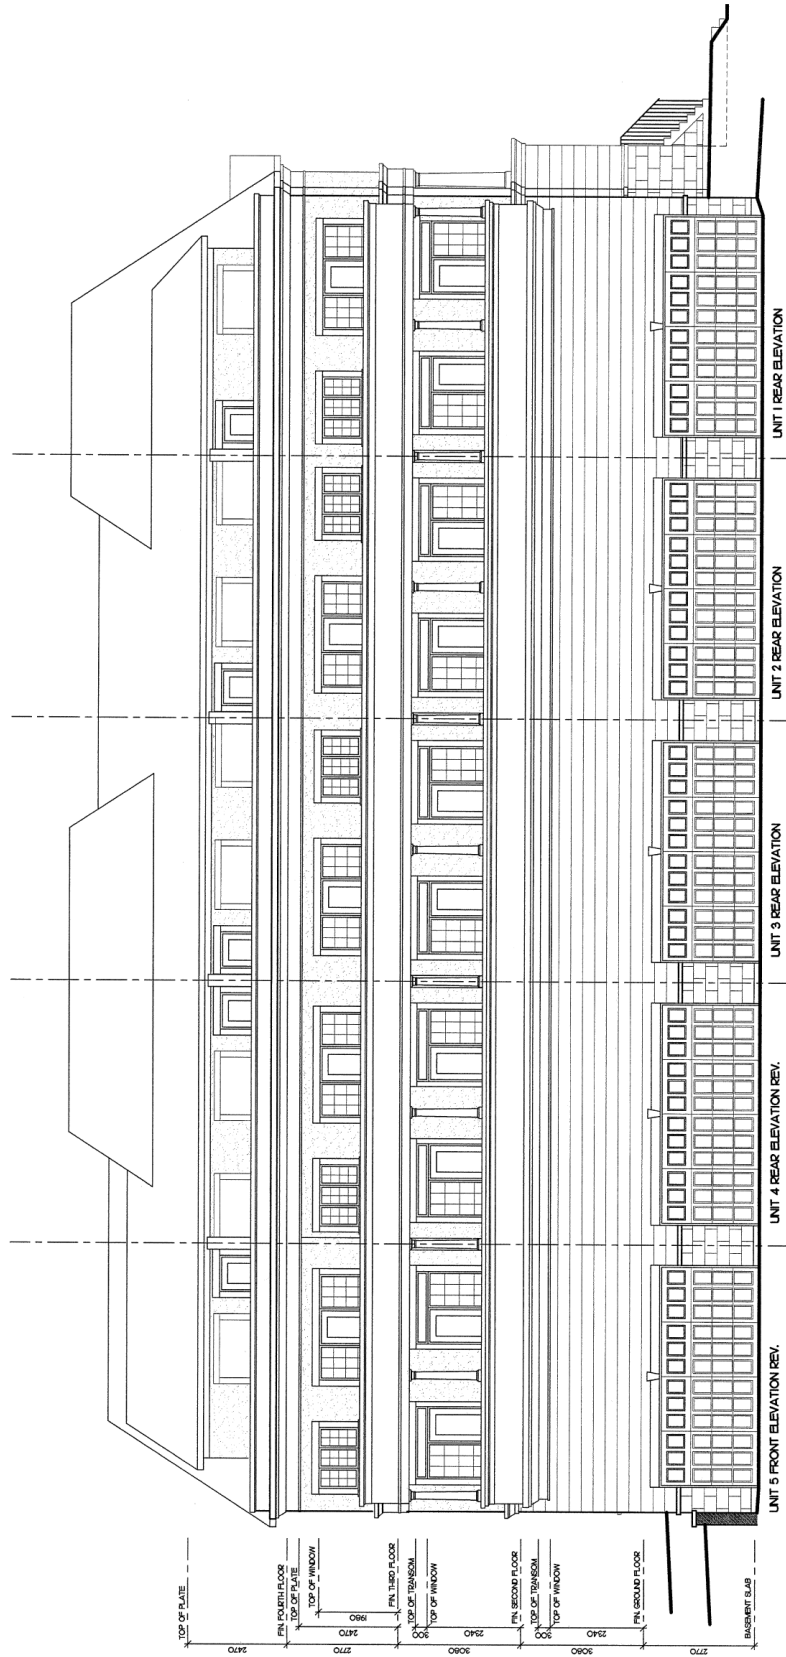 TOP OF PLATE
FIN. FOURTH FLOOR
TOP OF PLATE
TOP OF WINDOW
FIN. THIRD FLOOR
TOP OF TRANSOM
TOP OF WINDOW
FIN. SECOND FLOOR
TOP OF TRANSOM
TOP OF WINDOW
FIN. GROUND FLOOR
BASEMENT SLAB
2470
2770
3080
3080
2770
2470
1980
300
2340
300
2340
UNIT 5 FRONT ELEVATION REV.
UNIT 4 REAR ELEVATION REV.
UNIT 3 REAR ELEVATION
UNIT 2 REAR ELEVATION
UNIT 1 REAR ELEVATION